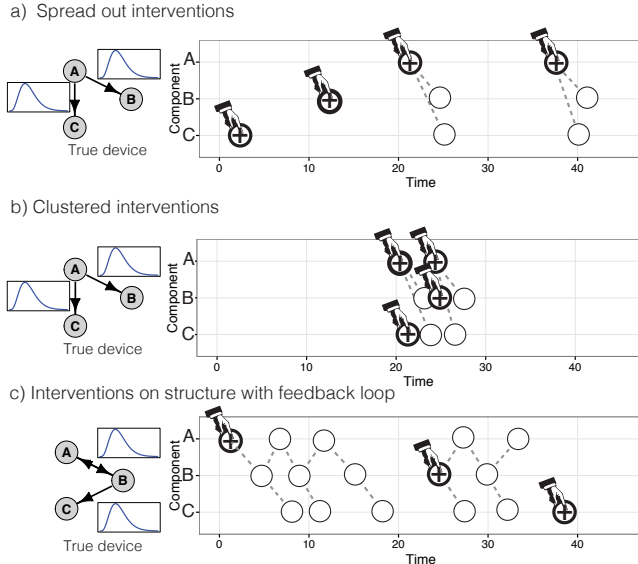 a) Spread out interventions
A
B
C
True device
Component
A
B
C
0 10 20 30 40
Time
b) Clustered interventions
A
B
C
True device
Component
A
B
C
0 10 20 30 40
Time
c) Interventions on structure with feedback loop
A
B
C
True device
Component
A
B
C
0 10 20 30 40
Time